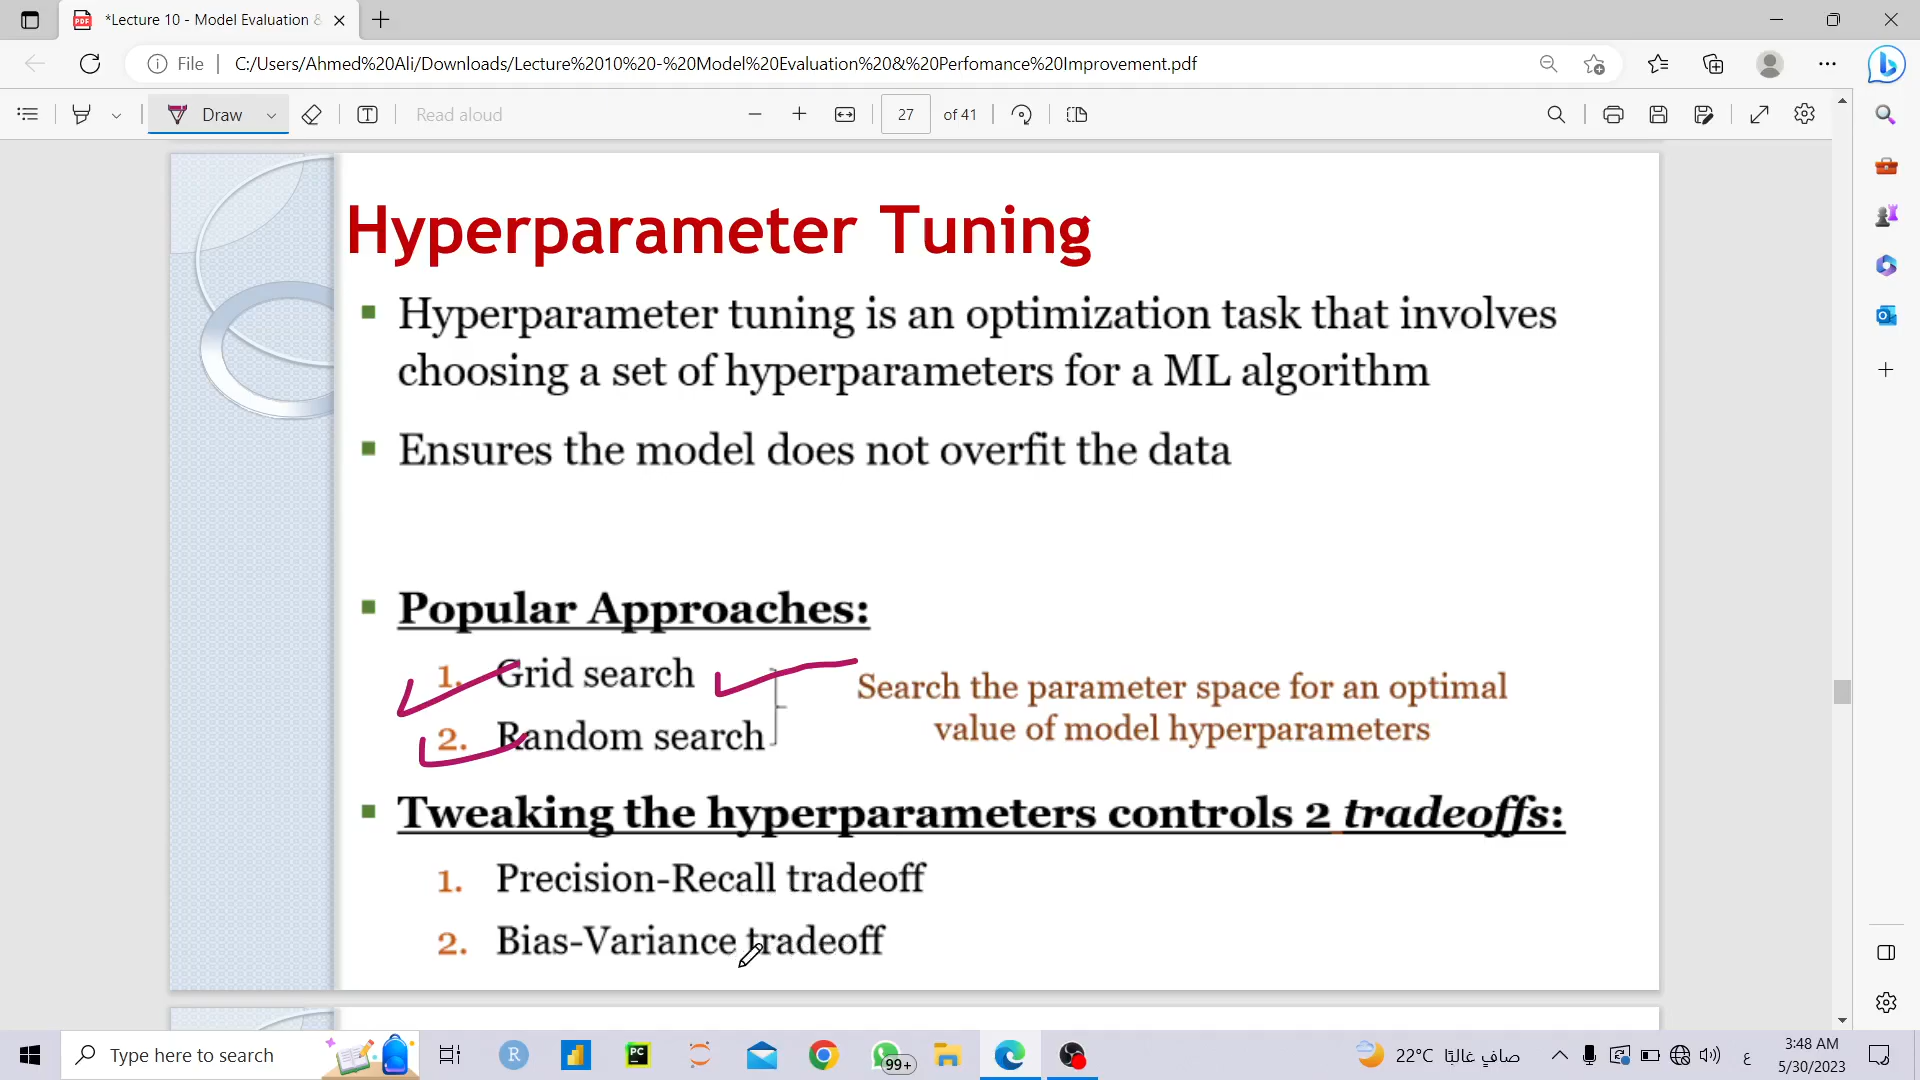 *Lecture 10 - Model Evaluation &
File
C:/Users/Ahmed%20Ali/Downloads/Lecture%2010%20-%20Model%20Evaluation%20&%20Perfomance%20Improvement.pdf
Draw
Read aloud
27
of 41
Hyperparameter Tuning
Hyperparameter tuning is an optimization task that involves
choosing a set of hyperparameters for a ML algorithm
Ensures the model does not overfit the data
Popular Approaches:
1. Grid search
2. Random search
Search the parameter space for an optimal
value of model hyperparameters
Tweaking the hyperparameters controls 2 tradeoffs:
1. Precision-Recall tradeoff
2. Bias-Variance tradeoff
Type here to search
R
PC
99+
22°C صافٍ غالبًا
ع
3:48 AM
5/30/2023